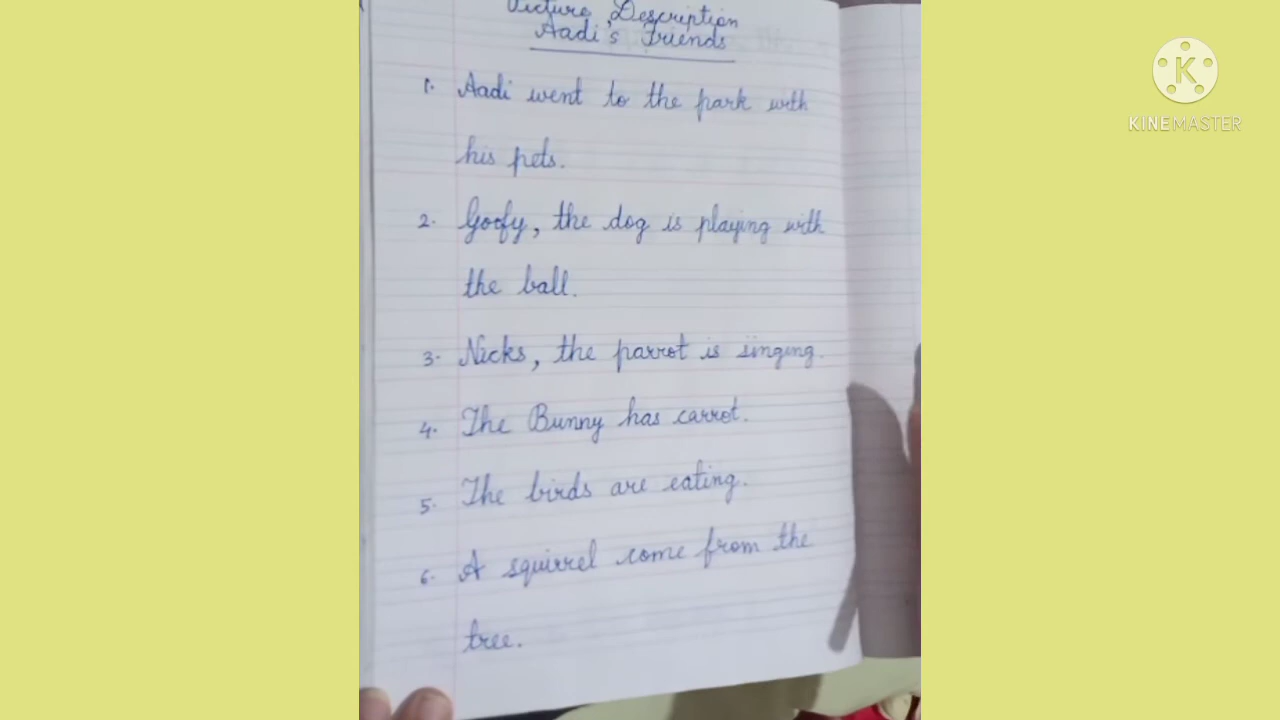 Picture Description
Aadi's Friends
1. Aadi went to the park with
his pets.
2. Goofy, the dog is playing with
the ball.
3. Nicks, the parrot is singing.
4. The Bunny has carrot.
5. The birds are eating.
6. A squirrel come from the
tree.
K
KINEMASTER